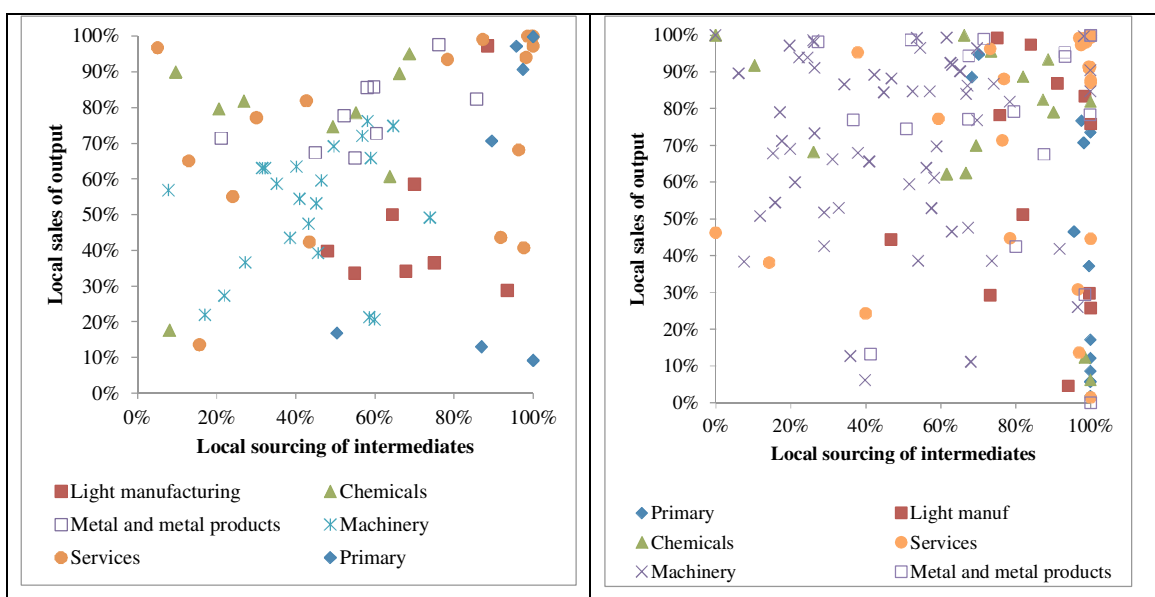 100%
90%
80%
70%
60%
50%
40%
30%
20%
10%
0%
Local sales of output
0% 20% 40% 60% 80% 100%
Local sourcing of intermediates
Light manufacturing Chemicals
Metal and metal products Machinery
Services Primary
100%
90%
80%
70%
60%
50%
40%
30%
20%
10%
0%
Local sales of output
0% 20% 40% 60% 80% 100%
Local sourcing of intermediates
Primary Light manuf
Chemicals Services
Machinery Metal and metal products